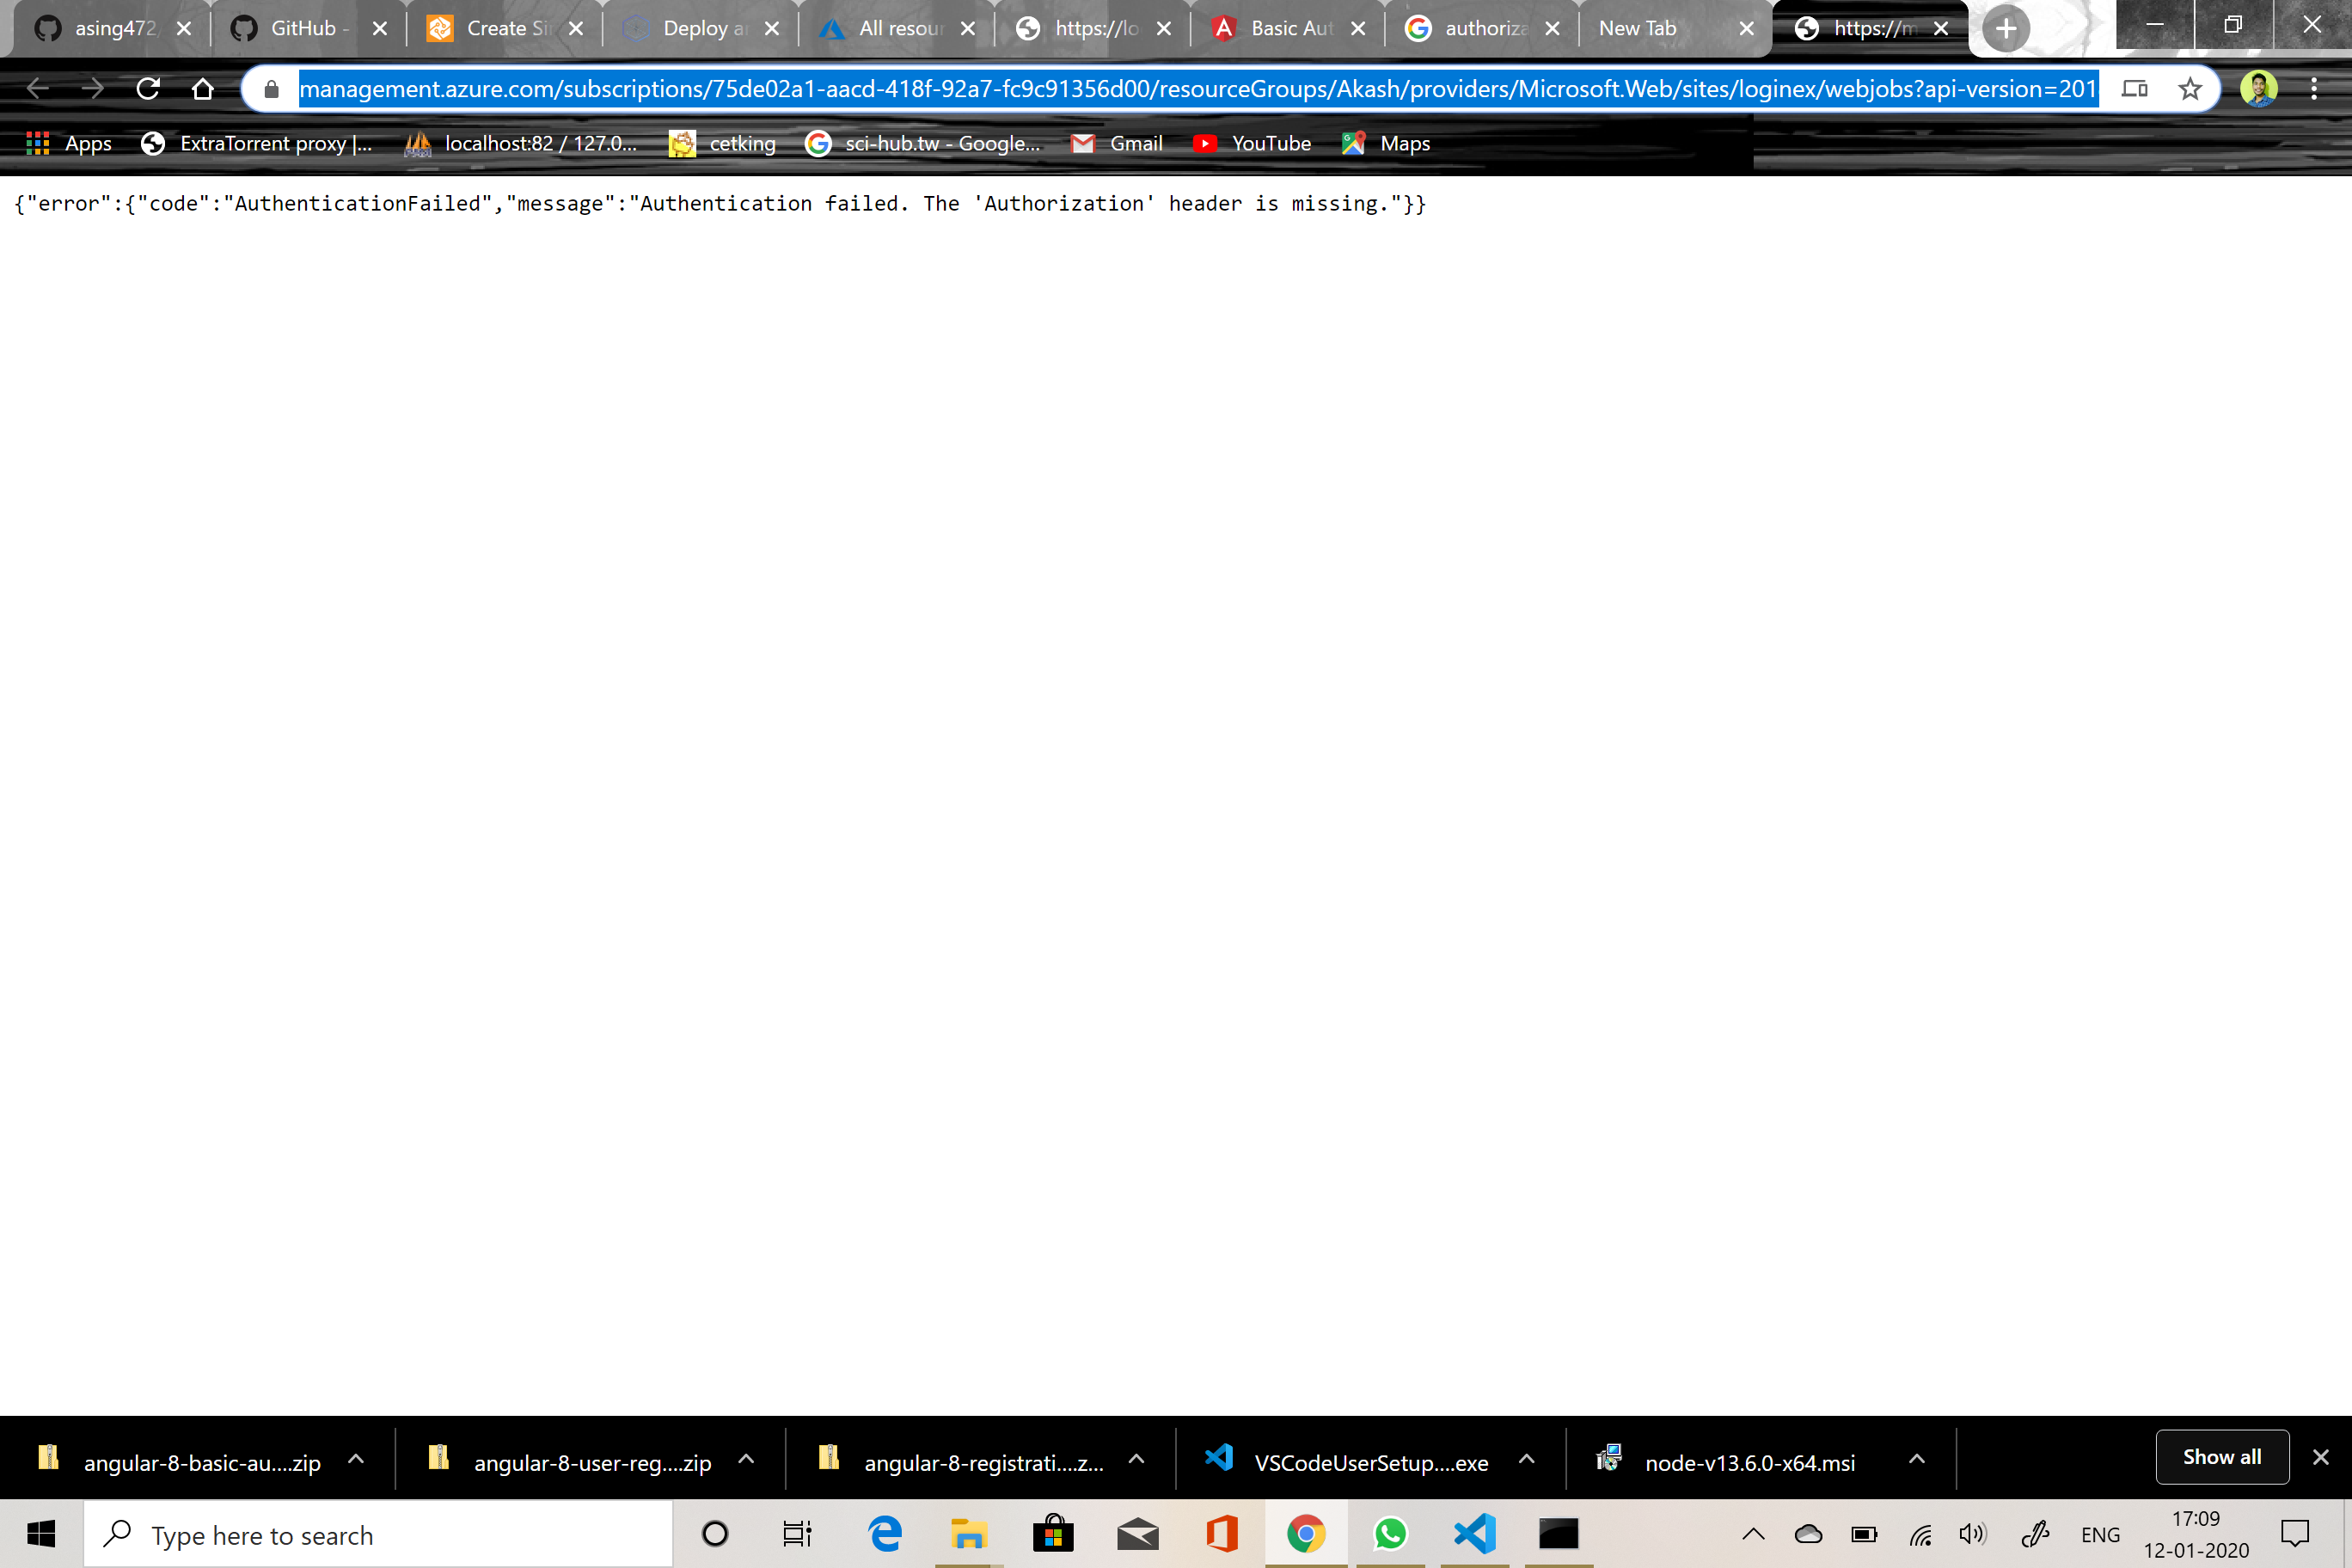 asing472,
GitHub -
Create Si
Deploy a
All resour
https://lo
Basic Aut
authoriza
New Tab
https://m
management.azure.com/subscriptions/75de02a1-aacd-418f-92a7-fc9c91356d00/resourceGroups/Akash/providers/Microsoft.Web/sites/loginex/webjobs?api-version=201
Apps
ExtraTorrent proxy |...
localhost:82 / 127.0...
cetking
sci-hub.tw - Google...
Gmail
YouTube
Maps
{"error":{"code":"AuthenticationFailed","message":"Authentication failed. The 'Authorization' header is missing."}}
angular-8-basic-au....zip
angular-8-user-reg....zip
angular-8-registrati....z...
VSCodeUserSetup....exe
node-v13.6.0-x64.msi
Show all
Type here to search
ENG
17:09
12-01-2020